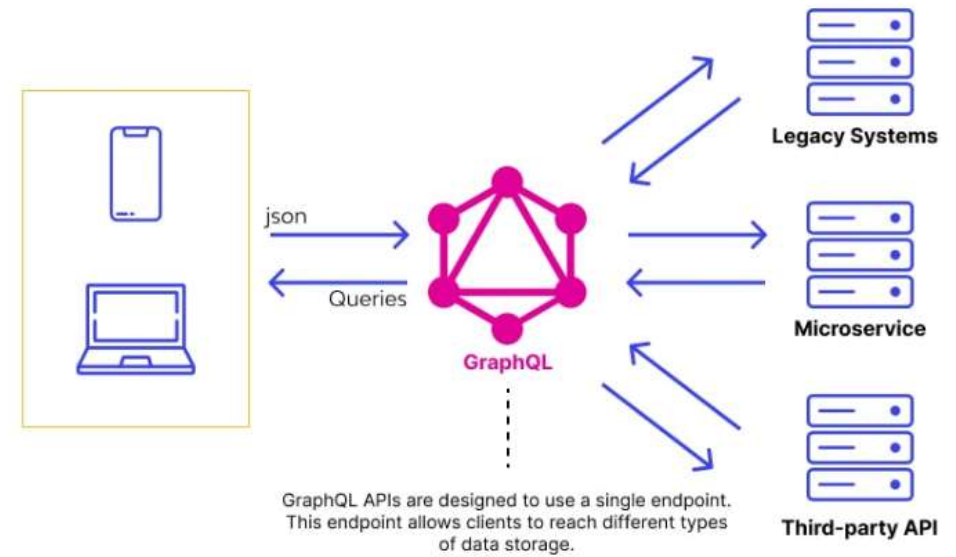 Legacy Systems
json
Queries
Microservice
GraphQL
GraphQL APIs are designed to use a single endpoint.
This endpoint allows clients to reach different types
of data storage.
Third-party API